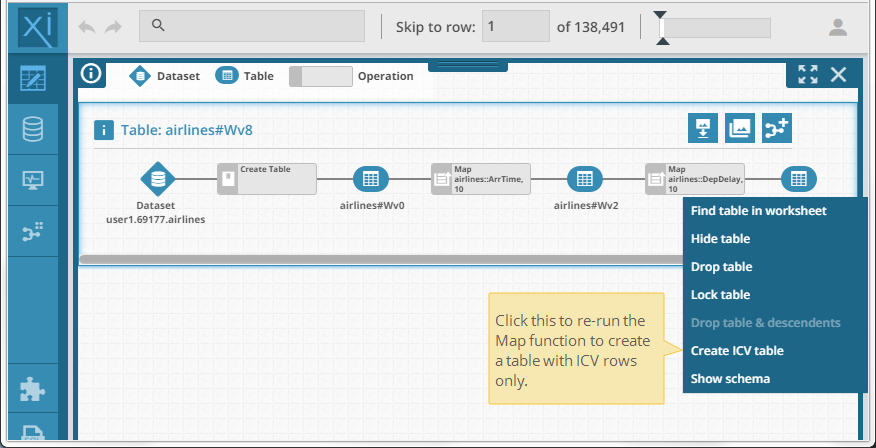 Xi
Skip to row: 1 of 138,491
Dataset Table Operation
Table: airlines#Wv8
Create Table
Map
airlines::ArrTime,
10
Map
airlines::DepDelay,
10
Dataset
user1.69177.airlines
airlines#Wv0
airlines#Wv2
Find table in worksheet
Hide table
Drop table
Lock table
Drop table & descendents
Create ICV table
Show schema
Click this to re-run the
Map function to create
a table with ICV rows
only.